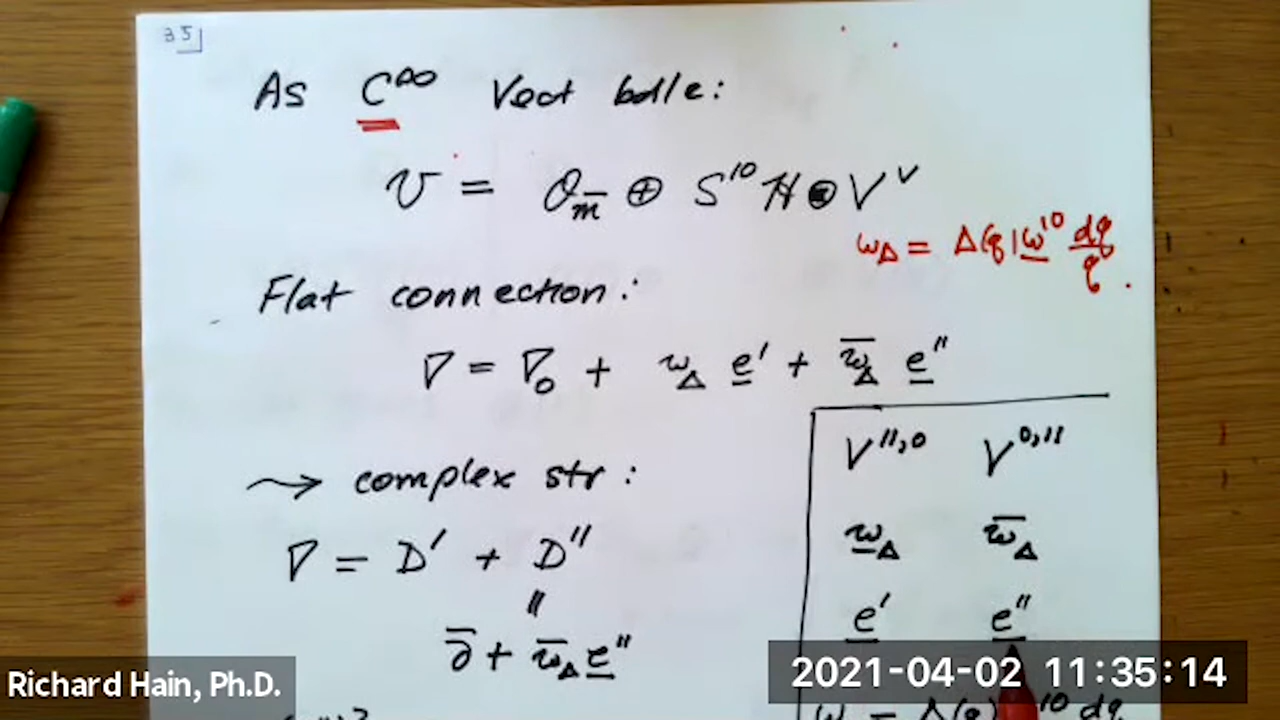 35
As C^∞ Vect bdle:
𝒱 = 𝒪_m̄ ⊕ S^10 ℋ ⊗ V^∨
ω_Δ = Δ(q) ω^10 dq/q .
Flat connection:
∇ = ∇_0 + ω_Δ e' + ω̄_Δ e''
⇝ complex str:
∇ = D' + D''
"
∂̄ + ω̄_Δ e''
V^11,0 V^0,11
ω_Δ ω̄_Δ
e' e''
Richard Hain, Ph.D.
2021-04-02 11:35:14